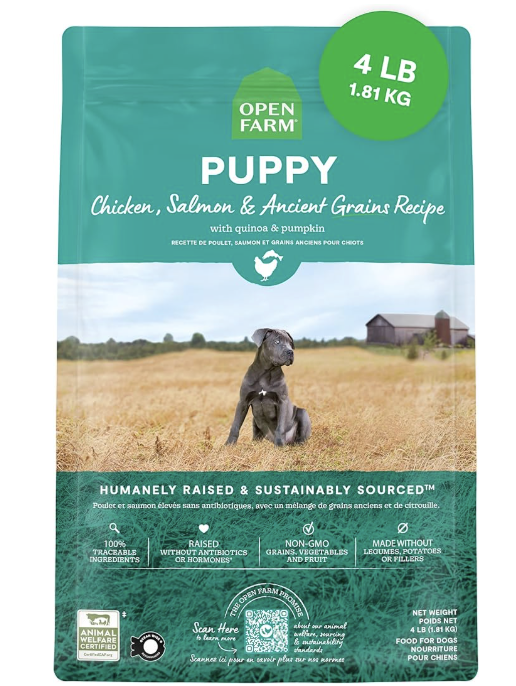 4 LB
1.81 KG
OPEN
FARM®
PUPPY
Chicken, Salmon & Ancient Grains Recipe
with quinoa & pumpkin
RECETTE DE POULET, SAUMON ET GRAINS ANCIENS POUR CHIOTS
HUMANELY RAISED & SUSTAINABLY SOURCED™
Poulet et saumon élevés sans antibiotiques, avec un mélange de grains anciens et de citrouille.
100%
TRACEABLE
INGREDIENTS
RAISED
WITHOUT ANTIBIOTICS
OR HORMONES*
NON-GMO
GRAINS, VEGETABLES
AND FRUIT
MADE WITHOUT
LEGUMES, POTATOES
OR FILLERS
ANIMAL
WELFARE
CERTIFIED
‡
THE OPEN FARM PROMISE
Scan Here
to learn more
about our animal
welfare, sourcing
& sustainability
standards
Scannez ici pour en savoir plus sur nos normes
NET WEIGHT
POIDS NET
4 LB (1.81 KG)
FOOD FOR DOGS
NOURRITURE
POUR CHIENS